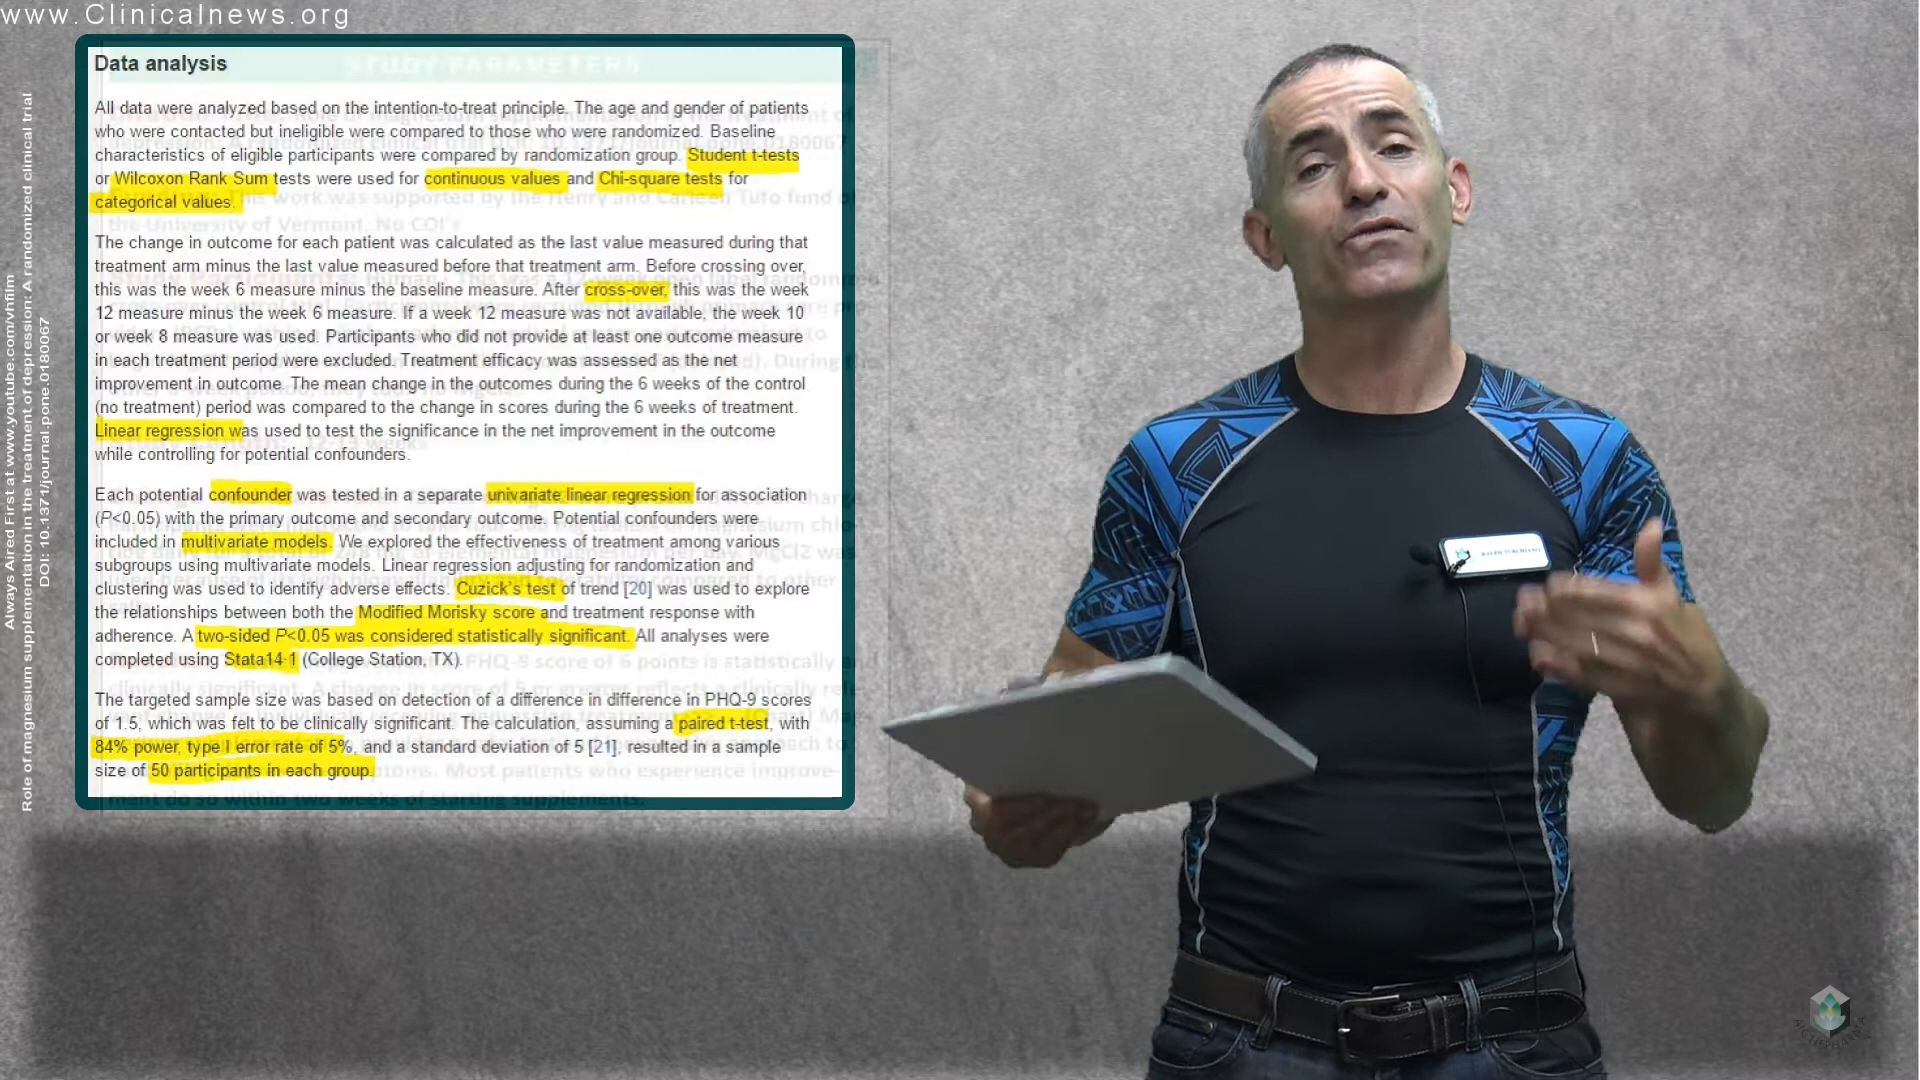 www.Clinicalnews.org
Always Aired First at www.youtube.com/vhfilm
Role of magnesium supplementation in the treatment of depression: A randomized clinical trial
DOI: 10.1371/journal.pone.0180067
STUDY PARAMETERS
Data analysis
All data were analyzed based on the intention-to-treat principle. The age and gender of patients
who were contacted but ineligible were compared to those who were randomized. Baseline
characteristics of eligible participants were compared by randomization group. Student t-tests
or Wilcoxon Rank Sum tests were used for continuous values and Chi-square tests for
categorical values.
The change in outcome for each patient was calculated as the last value measured during that
treatment arm minus the last value measured before that treatment arm. Before crossing over,
this was the week 6 measure minus the baseline measure. After cross-over, this was the week
12 measure minus the week 6 measure. If a week 12 measure was not available, the week 10
or week 8 measure was used. Participants who did not provide at least one outcome measure
in each treatment period were excluded. Treatment efficacy was assessed as the net
improvement in outcome. The mean change in the outcomes during the 6 weeks of the control
(no treatment) period was compared to the change in scores during the 6 weeks of treatment.
Linear regression was used to test the significance in the net improvement in the outcome
while controlling for potential confounders.
Each potential confounder was tested in a separate univariate linear regression for association
(P<0.05) with the primary outcome and secondary outcome. Potential confounders were
included in multivariate models. We explored the effectiveness of treatment among various
subgroups using multivariate models. Linear regression adjusting for randomization and
clustering was used to identify adverse effects. Cuzick's test of trend [20] was used to explore
the relationships between both the Modified Morisky score and treatment response with
adherence. A two-sided P<0.05 was considered statistically significant. All analyses were
completed using Stata14·1 (College Station, TX).
The targeted sample size was based on detection of a difference in difference in PHQ-9 scores
of 1.5, which was felt to be clinically significant. The calculation, assuming a paired t-test, with
84% power, type I error rate of 5%, and a standard deviation of 5 [21], resulted in a sample
size of 50 participants in each group.
ment do so within two weeks of starting supplements.